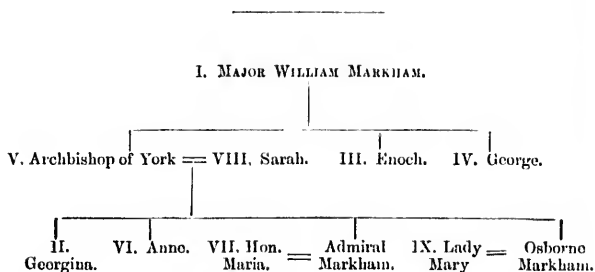 I. MAJOR WILLIAM MARKHAM.
V. Archbishop of York = VIII. Sarah. III. Enoch. IV. George.
II. VI. Anne. VII. Hon. Admiral IX. Lady Osborne
Georgina. Maria. = Markham. Mary = Markham.